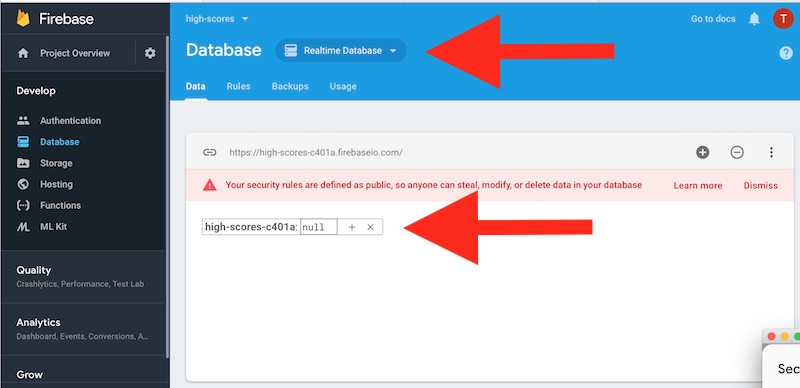 Firebase
high-scores
Go to docs
T
Project Overview
Database
Realtime Database
?
Data Rules Backups Usage
Develop
Authentication
Database
Storage
Hosting
Functions
ML Kit
Quality
Crashlytics, Performance, Test Lab
Analytics
Dashboard, Events, Conversions, A...
Grow
https://high-scores-c401a.firebaseio.com/
Your security rules are defined as public, so anyone can steal, modify, or delete data in your database
Learn more Dismiss
high-scores-c401a: null + ×
Sec